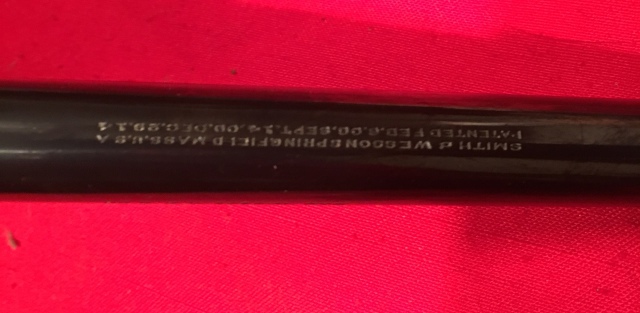 SMITH & WESSON SPRINGFIELD MASS. U.S.A
PATENTED FEB.6.06.SEPT.14.09.DEC.29.14